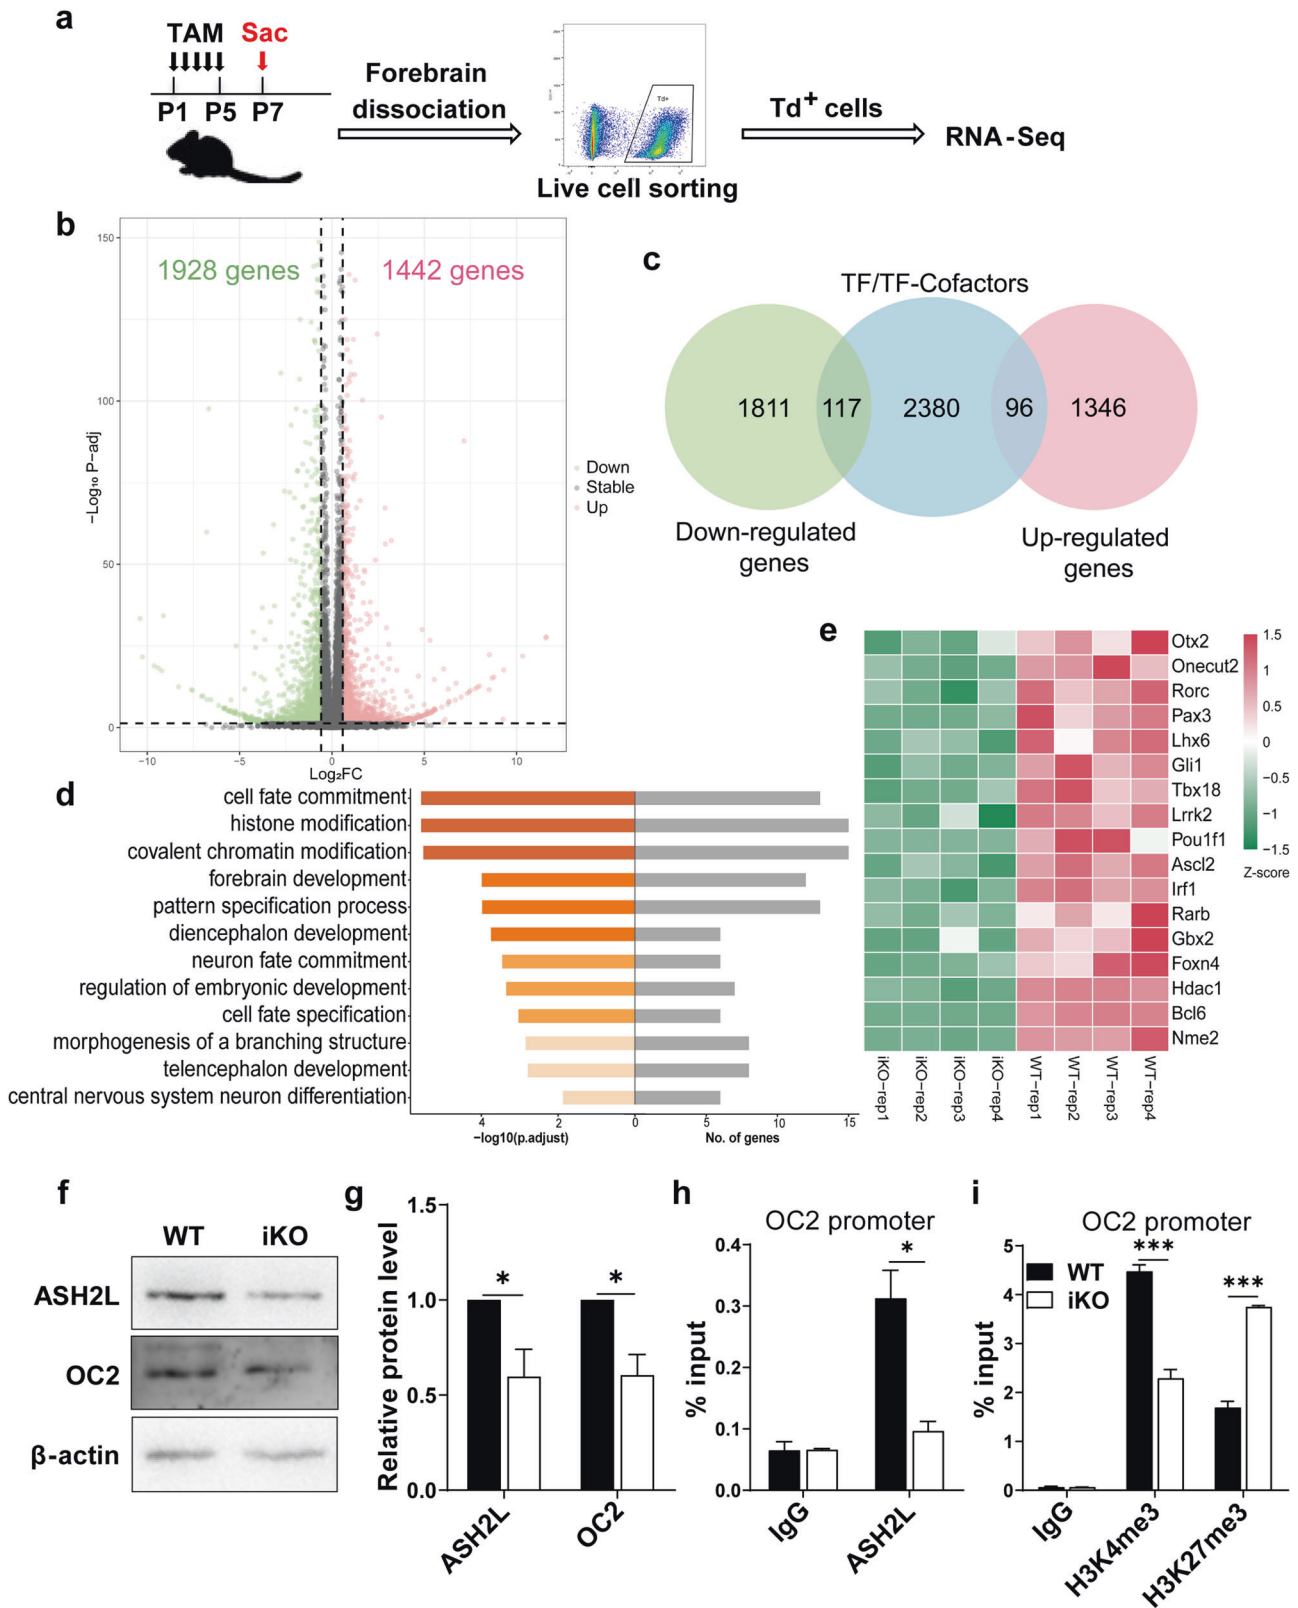 a
TAM Sac
P1 P5 P7
Forebrain
dissociation
Td+
Live cell sorting
Td+ cells
RNA-Seq
b
1928 genes 1442 genes
150
100
50
0
−Log₁₀ P−adj
−10 −5 0 5 10
Log₂FC
Down
Stable
Up
c
TF/TF-Cofactors
1811 117 2380 96 1346
Down-regulated
genes
Up-regulated
genes
d
cell fate commitment
histone modification
covalent chromatin modification
forebrain development
pattern specification process
diencephalon development
neuron fate commitment
regulation of embryonic development
cell fate specification
morphogenesis of a branching structure
telencephalon development
central nervous system neuron differentiation
4 2 0 5 10 15
−log10(p.adjust) No. of genes
e
Otx2
Onecut2
Rorc
Pax3
Lhx6
Gli1
Tbx18
Lrrk2
Pou1f1
Ascl2
Irf1
Rarb
Gbx2
Foxn4
Hdac1
Bcl6
Nme2
iKO−rep1
iKO−rep2
iKO−rep3
iKO−rep4
WT−rep1
WT−rep2
WT−rep3
WT−rep4
1.5
1
0.5
0
−0.5
−1
−1.5
Z−score
f
WT iKO
ASH2L
OC2
β-actin
g
Relative protein level
1.5
1.0
0.5
0.0
* *
ASH2L OC2
h
OC2 promoter
% input
0.4
0.3
0.2
0.1
0.0
*
IgG ASH2L
i
OC2 promoter
% input
5
4
3
2
1
0
WT
iKO
***
***
IgG H3K4me3 H3K27me3